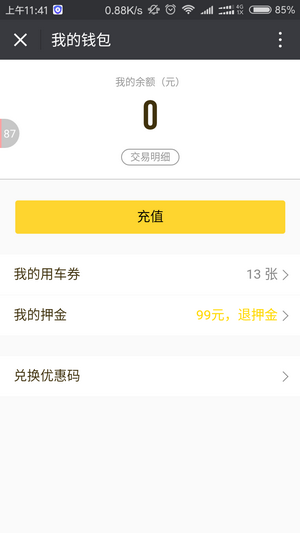 上午11:41 0.88K/s 4G 1X 85%
我的钱包
我的余额（元）
0
87
交易明细
充值
我的用车券 13 张
我的押金 99元，退押金
兑换优惠码